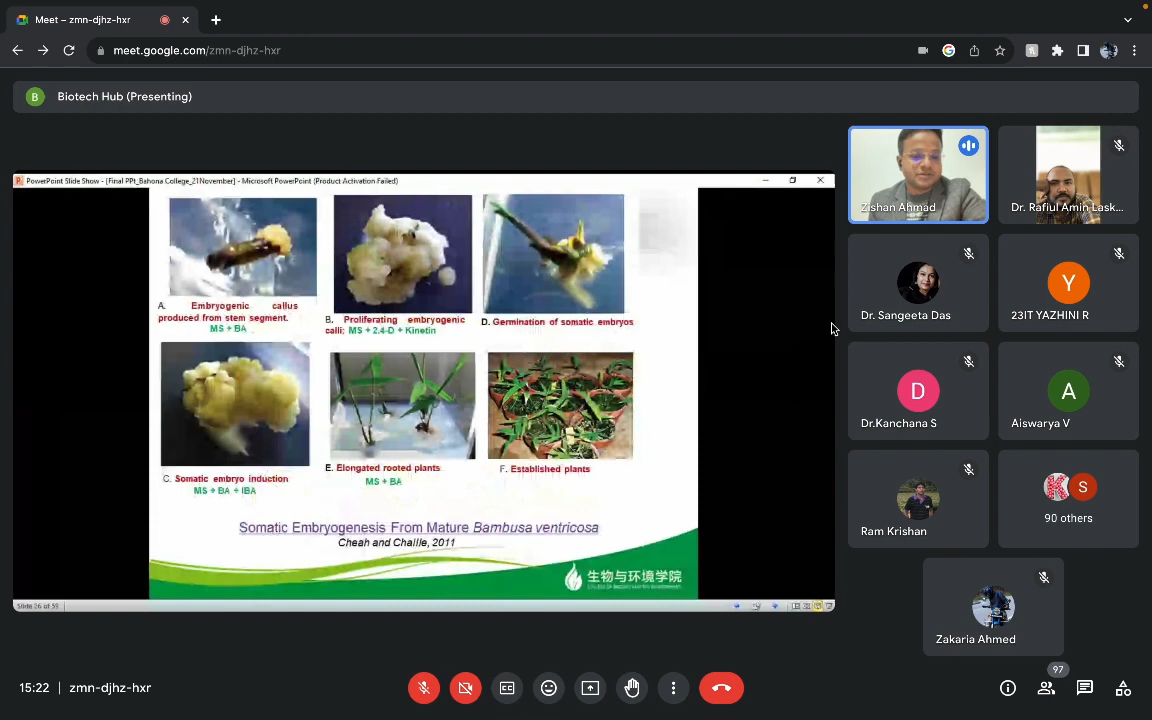 Meet – zmn-djhz-hxr
meet.google.com/zmn-djhz-hxr
B
Biotech Hub (Presenting)
PowerPoint Slide Show - [Final PPt_Bahona College_21November] - Microsoft PowerPoint (Product Activation Failed)
A. Embryogenic callus
produced from stem segment.
MS + BA
B. Proliferating embryogenic
calli; MS + 2,4-D + Kinetin
D. Germination of somatic embryos
C. Somatic embryo induction
MS + BA + IBA
E. Elongated rooted plants
MS + BA
F. Established plants
Somatic Embryogenesis From Mature Bambusa ventricosa
Cheah and Chaille, 2011
生物与环境学院
Slide 26 of 59
Zishan Ahmad
Dr. Rafiul Amin Lask...
Dr. Sangeeta Das
Y
23IT YAZHINI R
D
Dr.Kanchana S
A
Aiswarya V
Ram Krishan
K
S
90 others
Zakaria Ahmed
15:22 | zmn-djhz-hxr
97